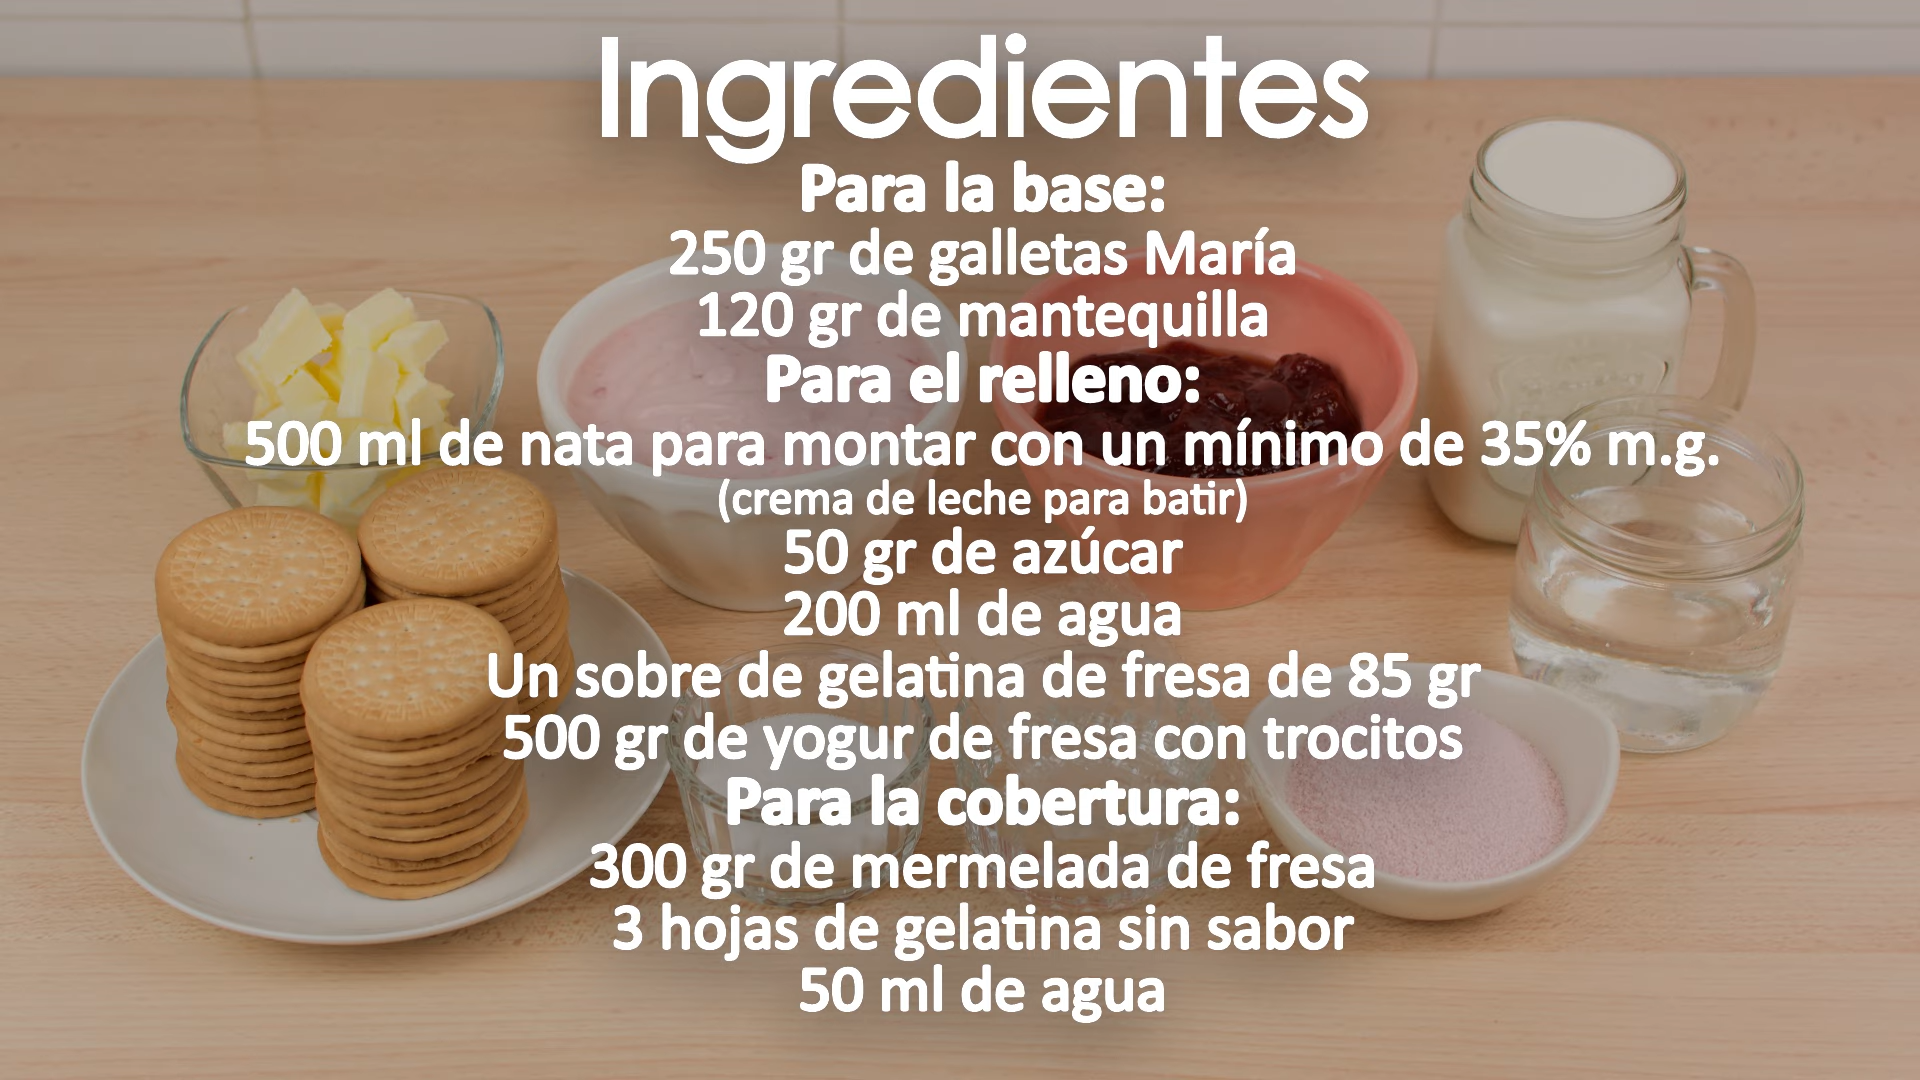 Ingredientes
Para la base:
250 gr de galletas María
120 gr de mantequilla
Para el relleno:
500 ml de nata para montar con un mínimo de 35% m.g.
(crema de leche para batir)
50 gr de azúcar
200 ml de agua
Un sobre de gelatina de fresa de 85 gr
500 gr de yogur de fresa con trocitos
Para la cobertura:
300 gr de mermelada de fresa
3 hojas de gelatina sin sabor
50 ml de agua